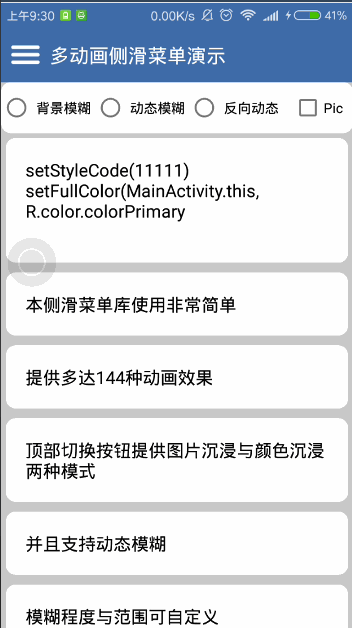 上午9:30 0.00K/s 41%
多动画侧滑菜单演示
背景模糊 动态模糊 反向动态 Pic
setStyleCode(11111)
setFullColor(MainActivity.this,
R.color.colorPrimary
本侧滑菜单库使用非常简单
提供多达144种动画效果
顶部切换按钮提供图片沉浸与颜色沉浸
两种模式
并且支持动态模糊
模糊程度与范围可自定义